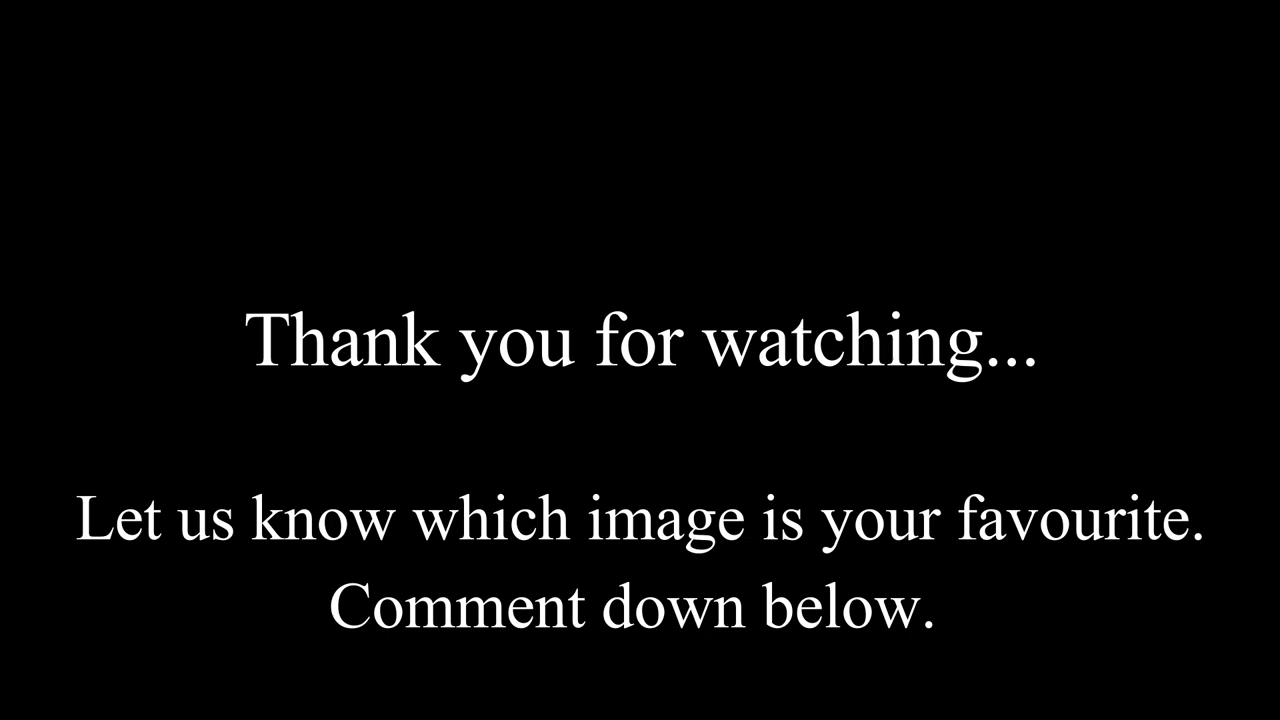 Thank you for watching...
Let us know which image is your favourite.
Comment down below.